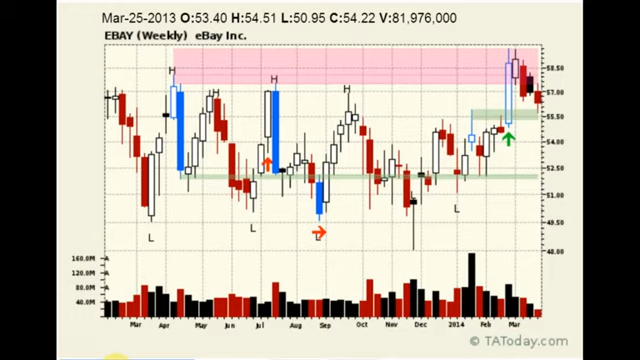 Mar-25-2013 O:53.40 H:54.51 L:50.95 C:54.22 V:81,976,000
EBAY (Weekly) eBay Inc.
H H H H
58.50
57.00
55.50
54.00
52.50
51.00
49.50
48.00
L L L L
160.0M A
120.0M A
80.0M A
40.0M A
Mar Apr May Jun Jul Aug Sep Oct Nov Dec 2014 Feb Mar
© TAToday.com